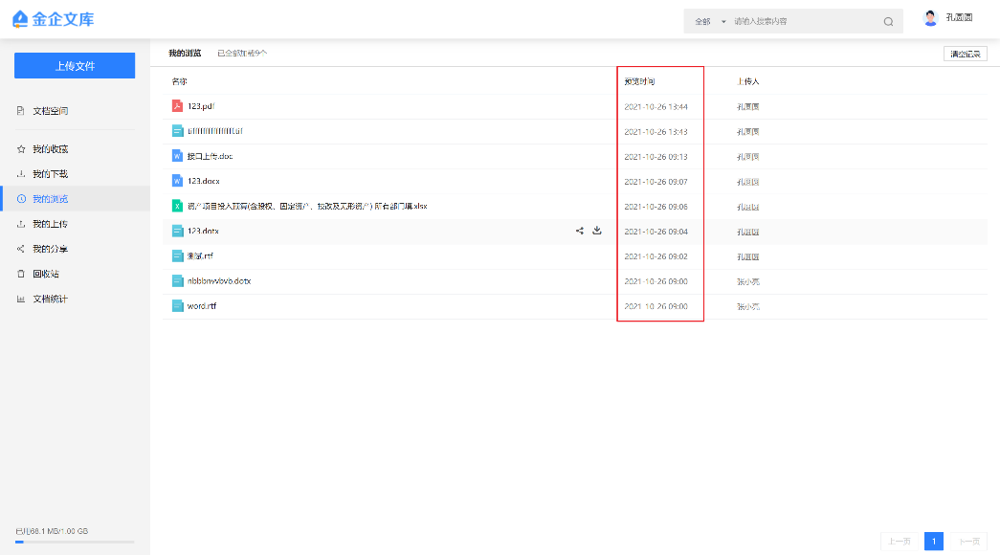 金企文库
全部 请输入搜索内容 孔圆圆
上传文件
文档空间
我的收藏
我的下载
我的浏览
我的上传
我的分享
回收站
文档统计
已用68.1 MB/1.00 GB
我的浏览 已全部加载9个 清空记录
名称 预览时间 上传人
123.pdf 2021-10-26 13:44 孔圆圆
2021-10-26 13:43 孔圆圆
接口上传.doc 2021-10-26 09:13 孔圆圆
123.docx 2021-10-26 09:07 孔圆圆
资产项目投入预算(含股权、固定资产、技改及无形资产) 所有部门填.xlsx 2021-10-26 09:06 孔圆圆
123.dotx 2021-10-26 09:04 孔圆圆
测试.rtf 2021-10-26 09:02 孔圆圆
nbbbnvvbvb.dotx 2021-10-26 09:00 张小亮
word.rtf 2021-10-26 09:00 张小亮
上一页 1 下一页